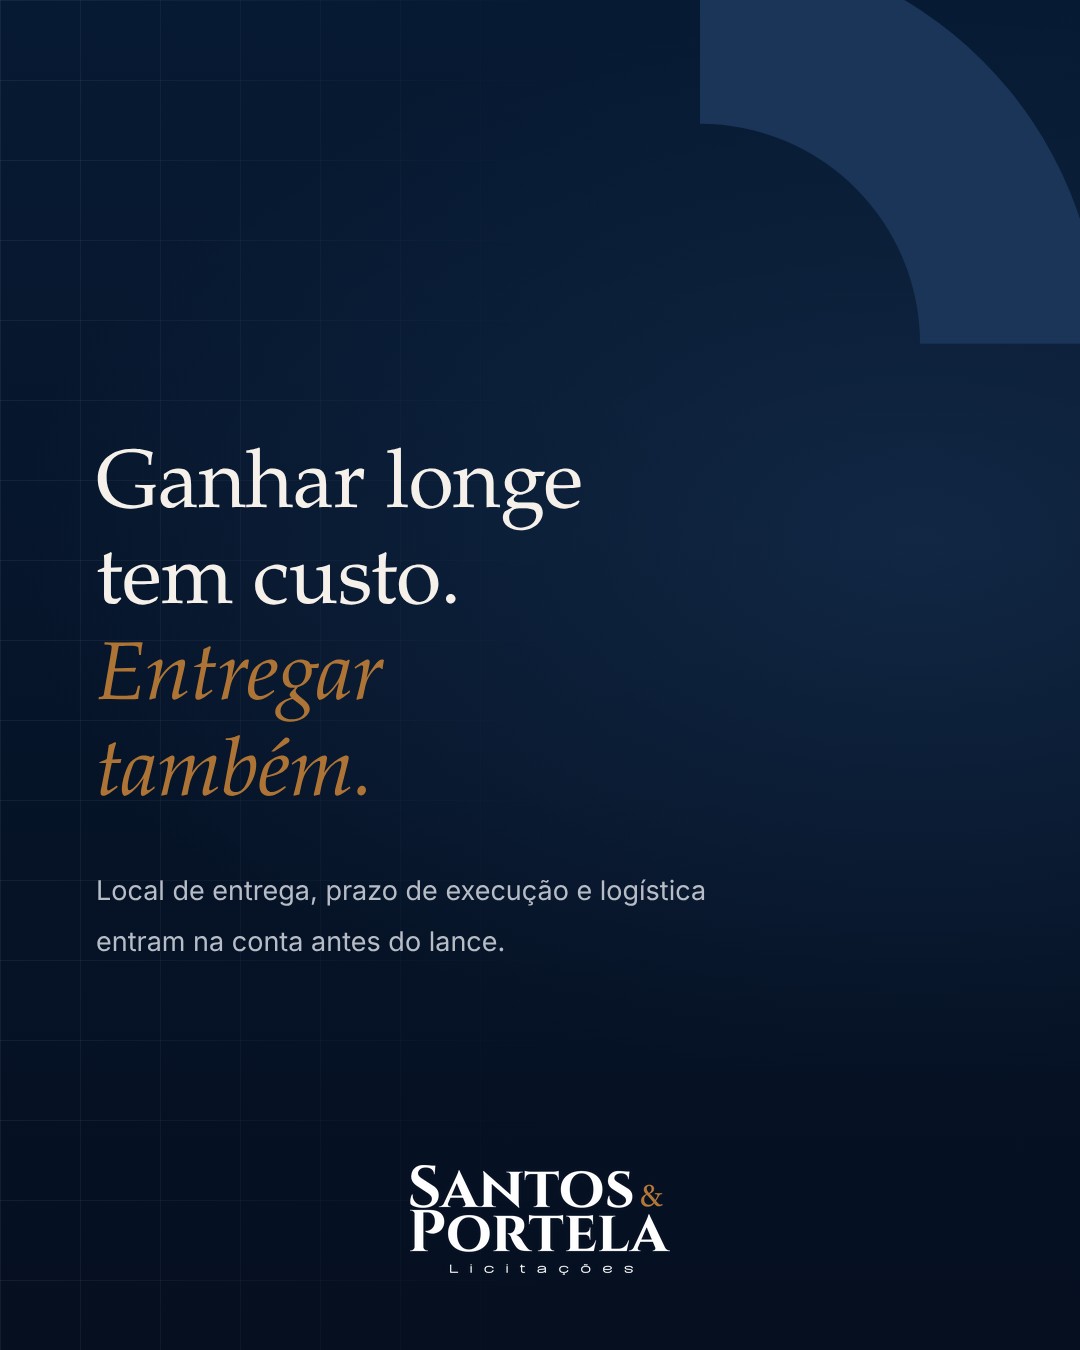 Ganhar longe
tem custo.
Entregar
também.
Local de entrega, prazo de execução e logística
entram na conta antes do lance.
SANTOS &
PORTELA
Licitações